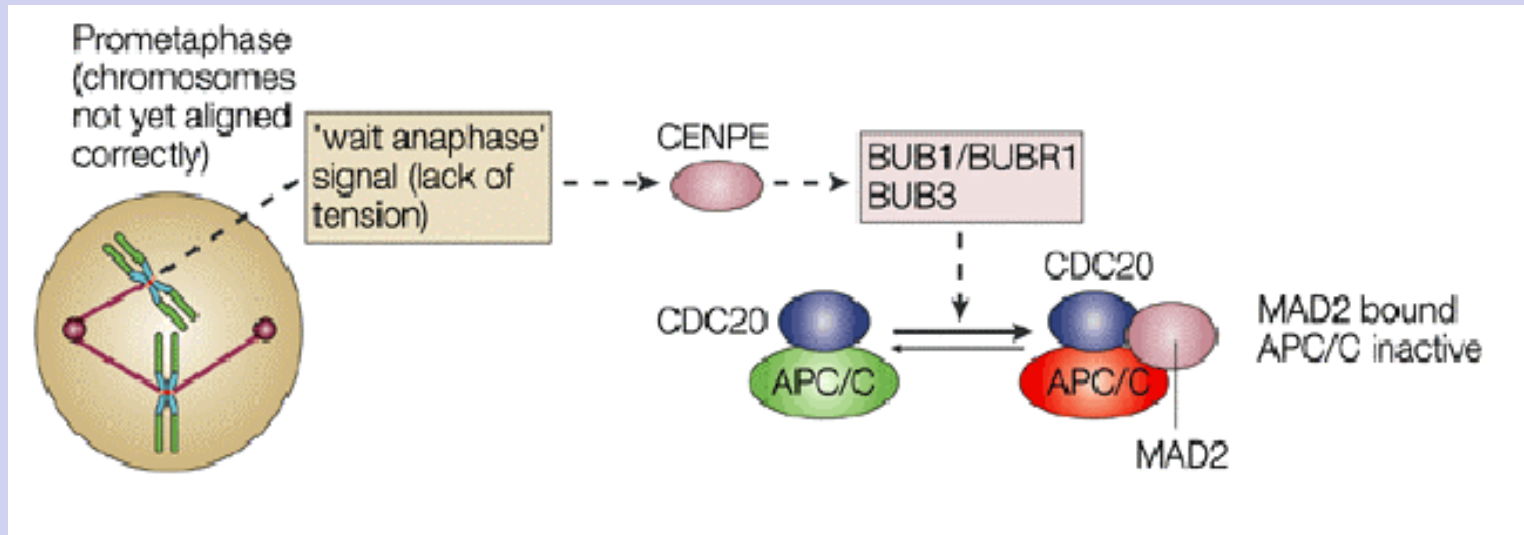 Prometaphase
(chromosomes
not yet aligned
correctly)
'wait anaphase'
signal (lack of
tension)
CENPE
BUB1/BUBR1
BUB3
CDC20
APC/C
CDC20
APC/C
MAD2
MAD2 bound
APC/C inactive